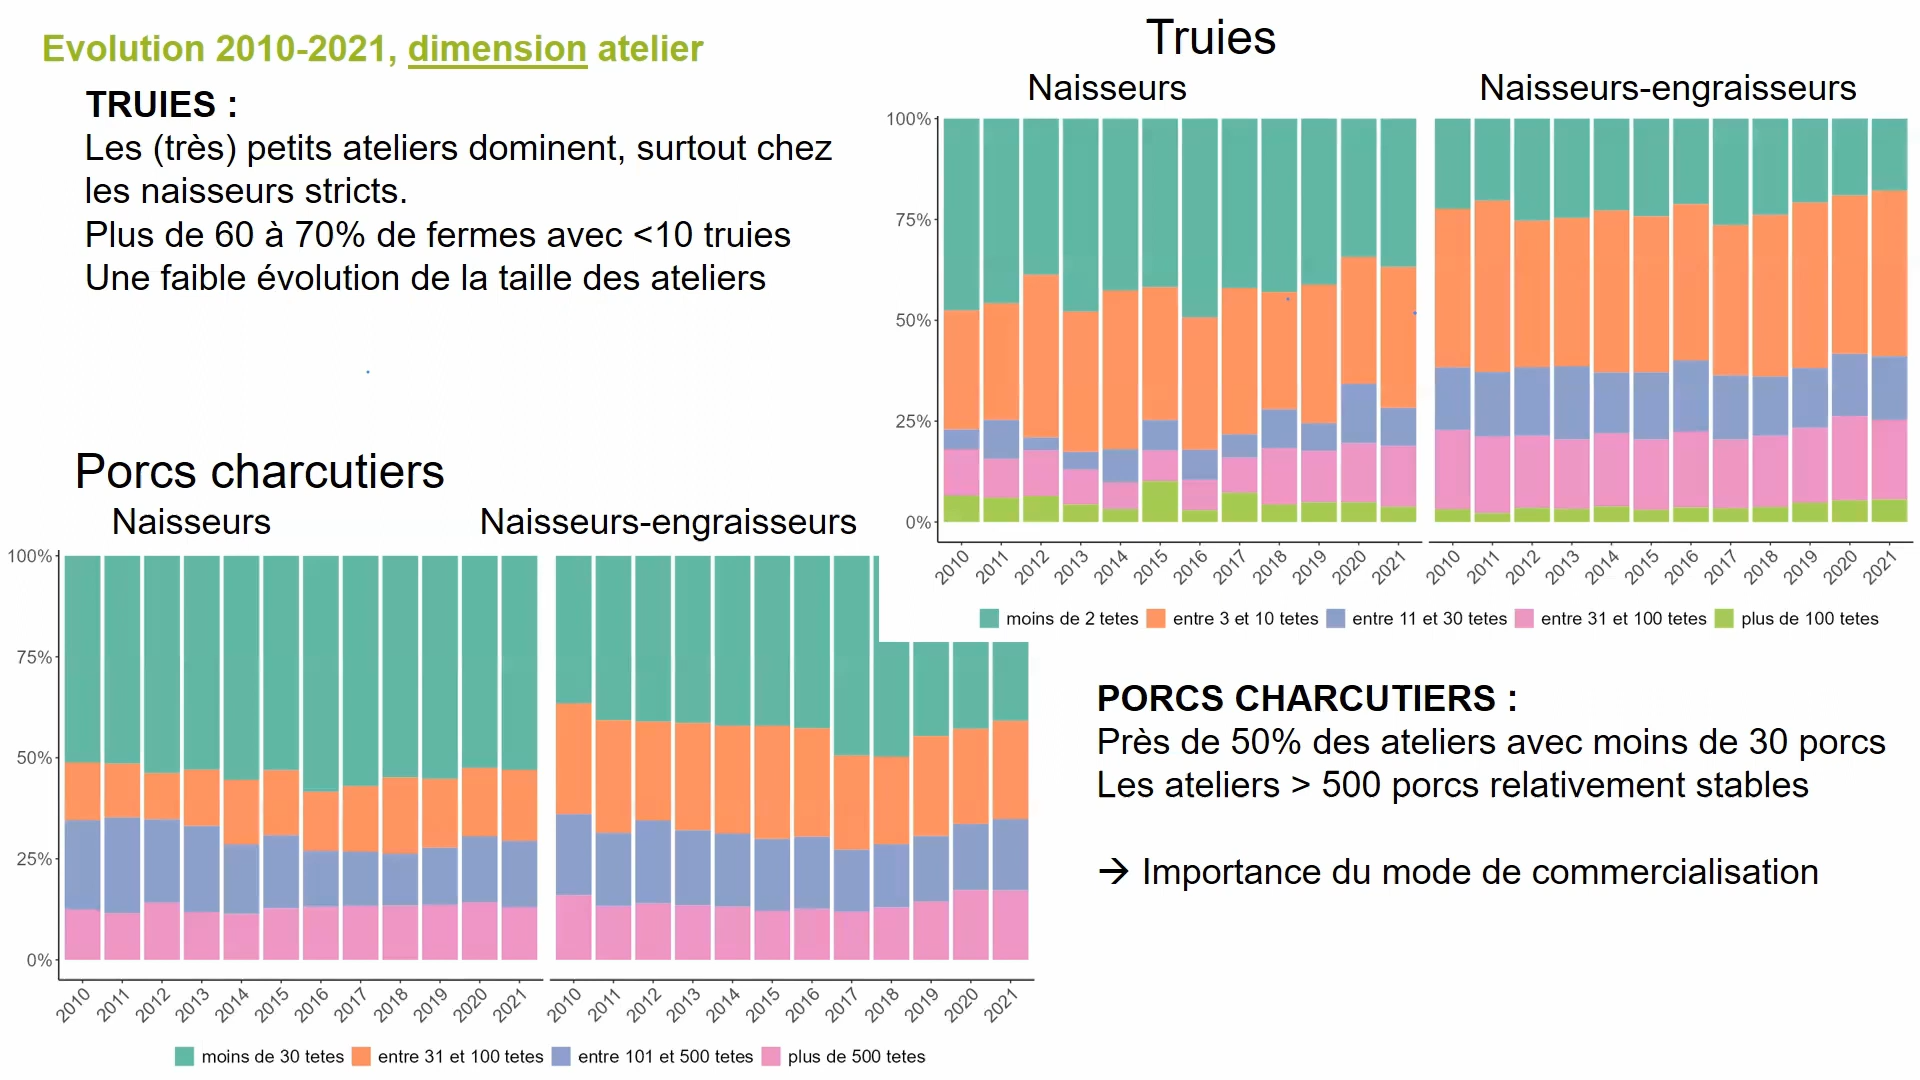 Evolution 2010-2021, dimension atelier
TRUIES :
Les (très) petits ateliers dominent, surtout chez
les naisseurs stricts.
Plus de 60 à 70% de fermes avec <10 truies
Une faible évolution de la taille des ateliers
Truies
Naisseurs
Naisseurs-engraisseurs
100%
75%
50%
25%
0%
2010 2011 2012 2013 2014 2015 2016 2017 2018 2019 2020 2021
2010 2011 2012 2013 2014 2015 2016 2017 2018 2019 2020 2021
moins de 2 tetes entre 3 et 10 tetes entre 11 et 30 tetes entre 31 et 100 tetes plus de 100 tetes
Porcs charcutiers
Naisseurs
Naisseurs-engraisseurs
100%
75%
50%
25%
0%
2010 2011 2012 2013 2014 2015 2016 2017 2018 2019 2020 2021
2010 2011 2012 2013 2014 2015 2016 2017 2018 2019 2020 2021
moins de 30 tetes entre 31 et 100 tetes entre 101 et 500 tetes plus de 500 tetes
PORCS CHARCUTIERS :
Près de 50% des ateliers avec moins de 30 porcs
Les ateliers > 500 porcs relativement stables
→ Importance du mode de commercialisation